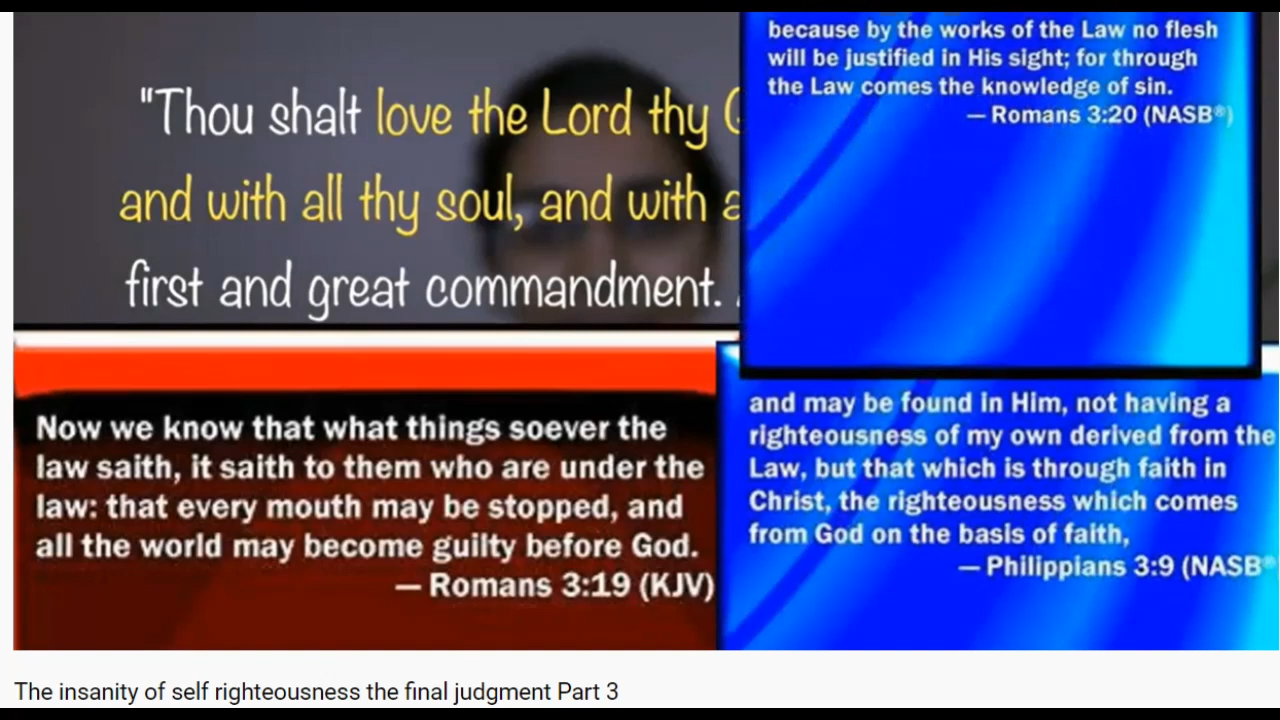 "Thou shalt love the Lord thy
and with all thy soul, and with
first and great commandment.
because by the works of the Law no flesh
will be justified in His sight; for through
the Law comes the knowledge of sin.
— Romans 3:20 (NASB®)
Now we know that what things soever the
law saith, it saith to them who are under the
law: that every mouth may be stopped, and
all the world may become guilty before God.
— Romans 3:19 (KJV)
and may be found in Him, not having a
righteousness of my own derived from the
Law, but that which is through faith in
Christ, the righteousness which comes
from God on the basis of faith,
— Philippians 3:9 (NASB®
The insanity of self righteousness the final judgment Part 3